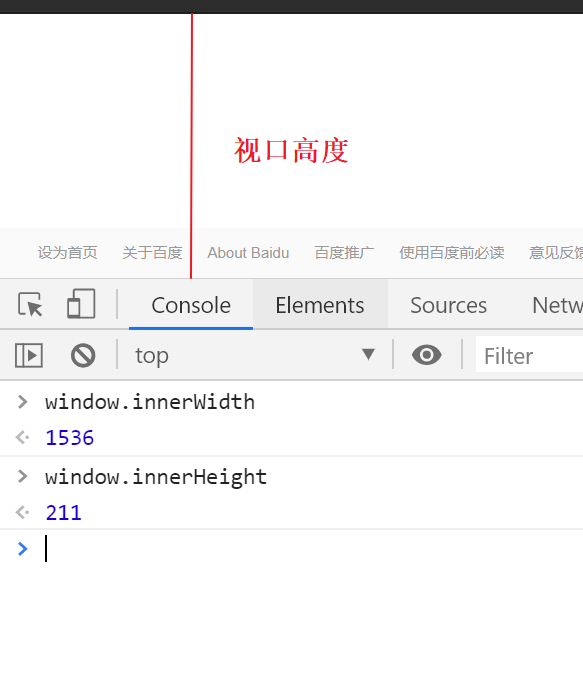 视口高度
设为首页 关于百度 About Baidu 百度推广 使用百度前必读 意见反馈
Console Elements Sources Netw
top Filter
window.innerWidth
1536
window.innerHeight
211